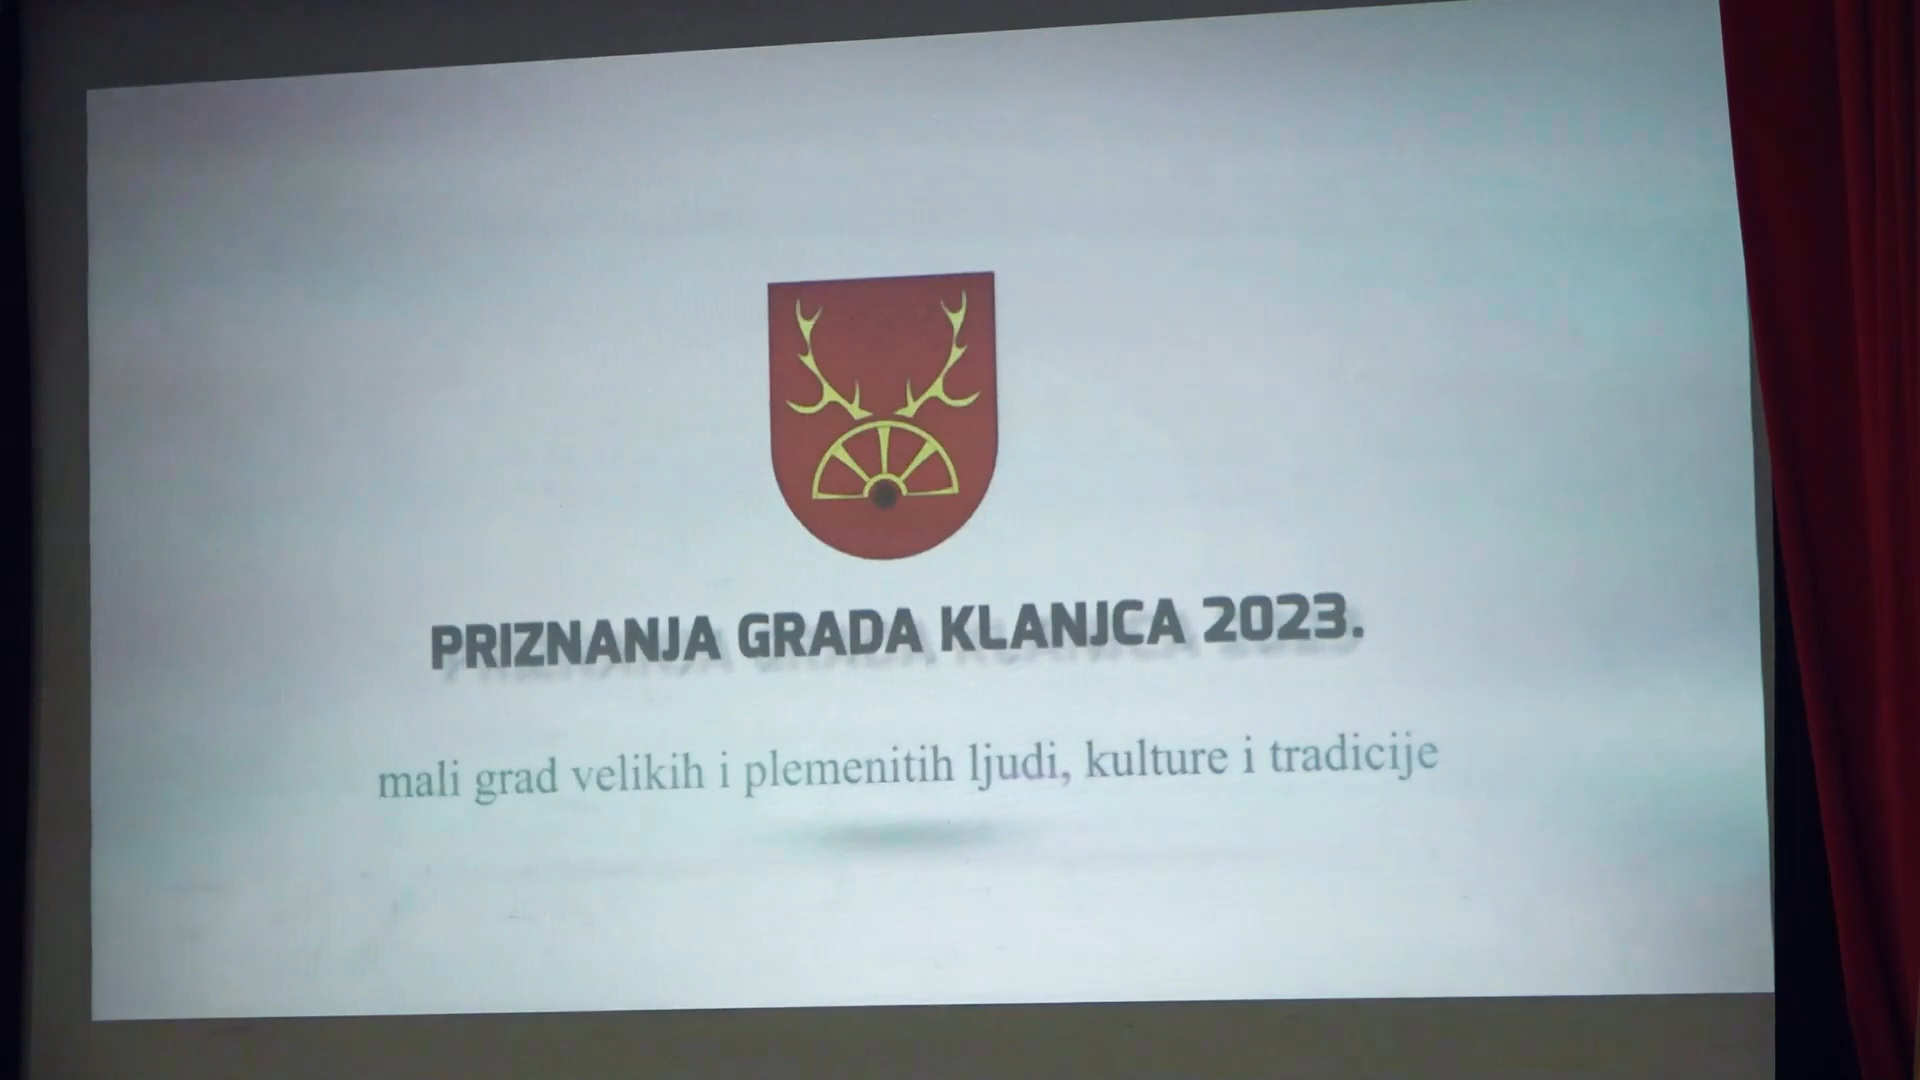 PRIZNANJA GRADA KLANJCA 2023.
mali grad velikih i plemenitih ljudi, kulture i tradicije